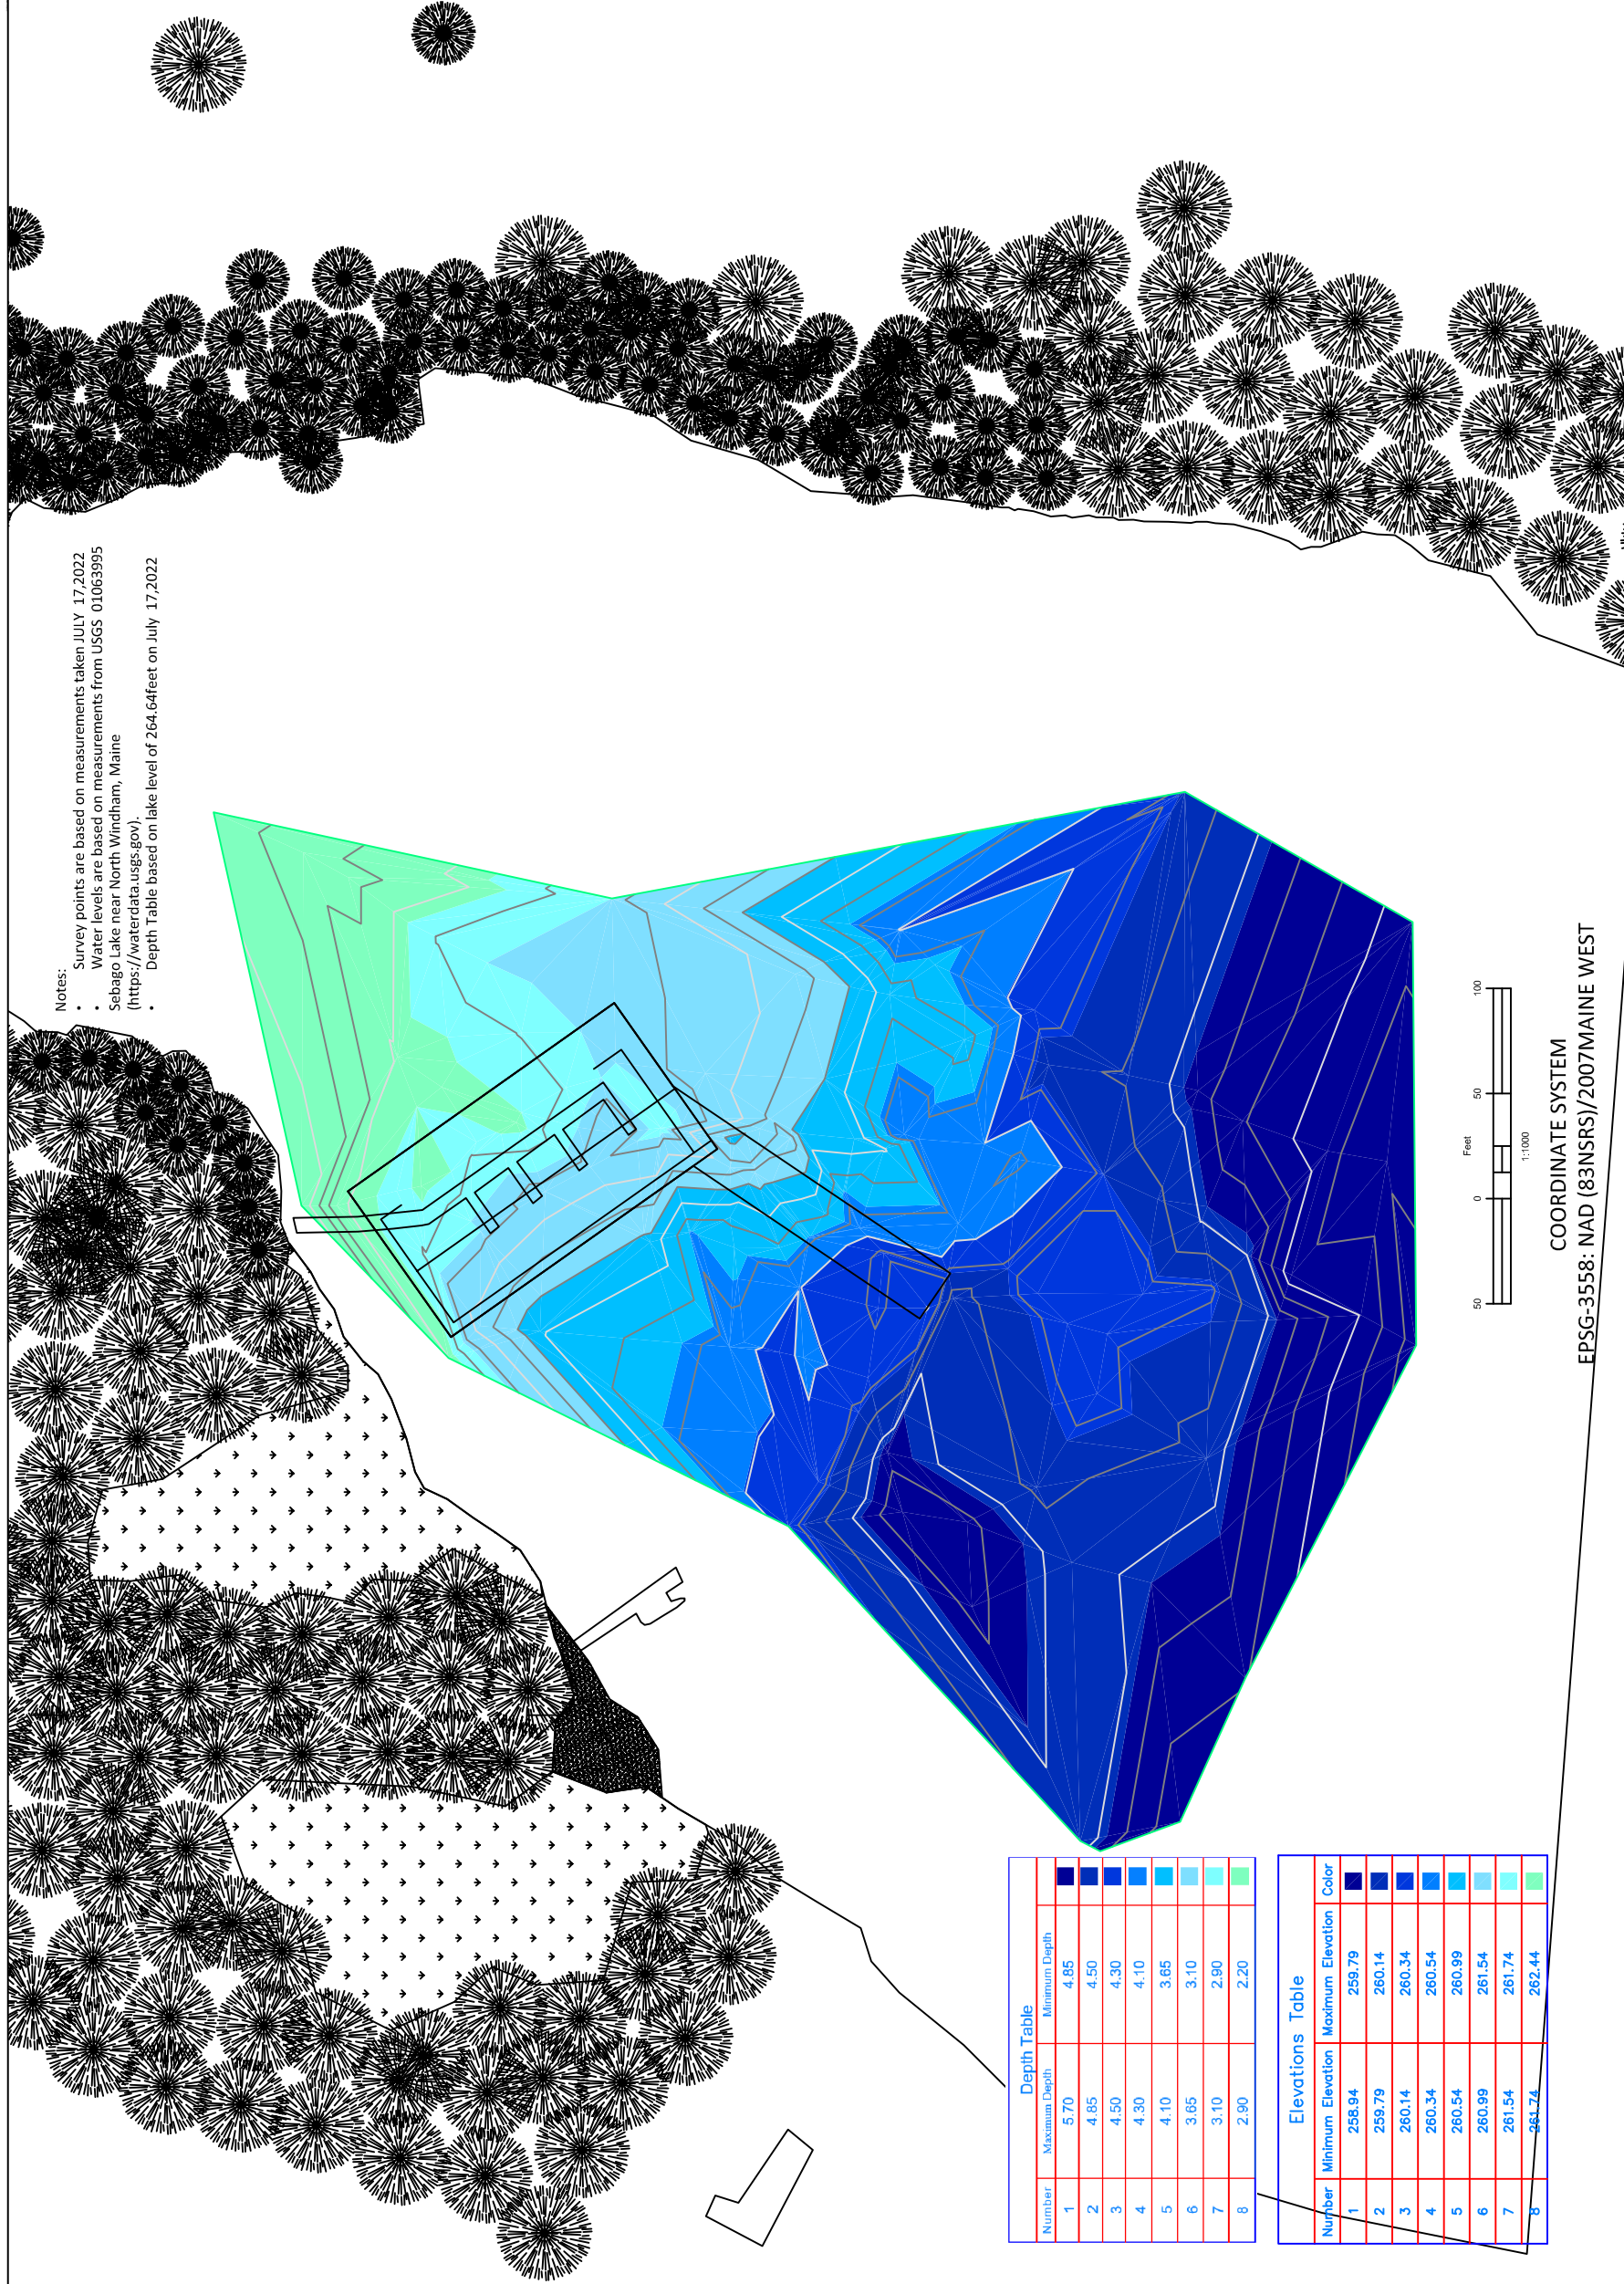 Notes:
• Survey points are based on measurements taken JULY 17,2022
• Water levels are based on measurements from USGS 01063995
Sebago Lake near North Windham, Maine
(https://waterdata.usgs.gov).
• Depth Table based on lake level of 264.64feet on July 17,2022
Depth Table
Number Maximum Depth Minimum Depth
1 5.70 4.85
2 4.85 4.50
3 4.50 4.30
4 4.30 4.10
5 4.10 3.65
6 3.65 3.10
7 3.10 2.90
8 2.90 2.20
Elevations Table
Number Minimum Elevation Maximum Elevation Color
1 258.94 259.79
2 259.79 260.14
3 260.14 260.34
4 260.34 260.54
5 260.54 260.99
6 260.99 261.54
7 261.54 261.74
8 261.74 262.44
Feet
50 0 50 100
1:1000
COORDINATE SYSTEM
EPSG-3558: NAD (83NSRS)/2007MAINE WEST